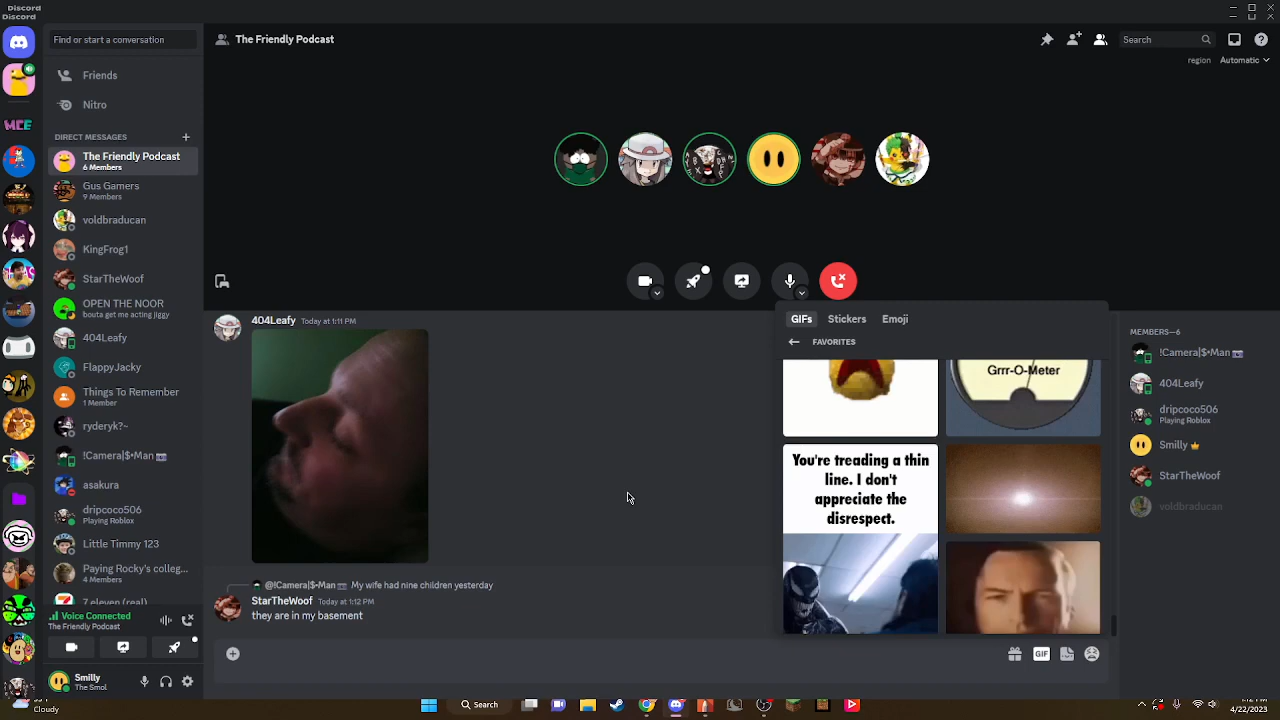 Discord
Discord
Find or start a conversation
The Friendly Podcast
Search
region
Automatic
Friends
Nitro
DIRECT MESSAGES
The Friendly Podcast
6 Members
Gus Gamers
9 Members
voldbraducan
KingFrog1
StarTheWoof
OPEN THE NOOR
bouta get me acting Jiggy
404Leafy
FlappyJacky
Things To Remember
1 Member
ryderyk?~
!Camera|$•Man
asakura
dripcoco506
Playing Roblox
Little Timmy 123
Paying Rocky's colleg...
4 Members
7 eleven (real)
Voice Connected
The Friendly Podcast
Smilly
The Band
404Leafy Today at 1:11 PM
@!Camera|$•Man My wife had nine children yesterday
StarTheWoof Today at 1:12 PM
they are in my basement
GIFs
Stickers
Emoji
FAVORITES
Grrr-O-Meter
You're treading a thin
line. I don't
appreciate the
disrespect.
GIF
MEMBERS—6
!Camera|$•Man
404Leafy
dripcoco506
Playing Roblox
Smilly
StarTheWoof
voldbraducan
Cloudy
Search